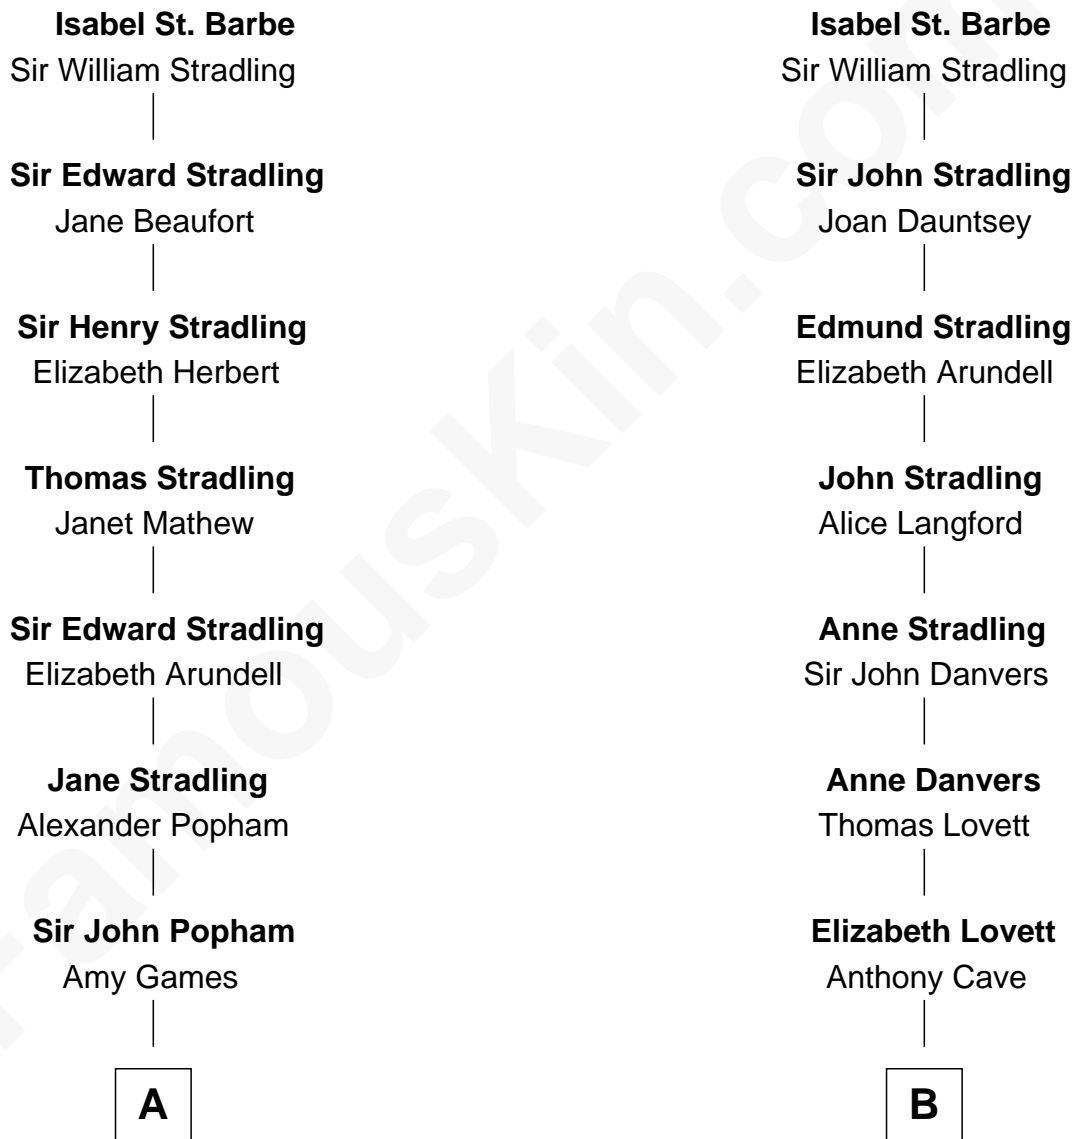 Isabel St. Barbe
Sir William Stradling
Sir Edward Stradling
Jane Beaufort
Sir Henry Stradling
Elizabeth Herbert
Thomas Stradling
Janet Mathew
Sir Edward Stradling
Elizabeth Arundell
Jane Stradling
Alexander Popham
Sir John Popham
Amy Games
A
Isabel St. Barbe
Sir William Stradling
Sir John Stradling
Joan Dauntsey
Edmund Stradling
Elizabeth Arundell
John Stradling
Alice Langford
Anne Stradling
Sir John Danvers
Anne Danvers
Thomas Lovett
Elizabeth Lovett
Anthony Cave
B
FamousKin.com